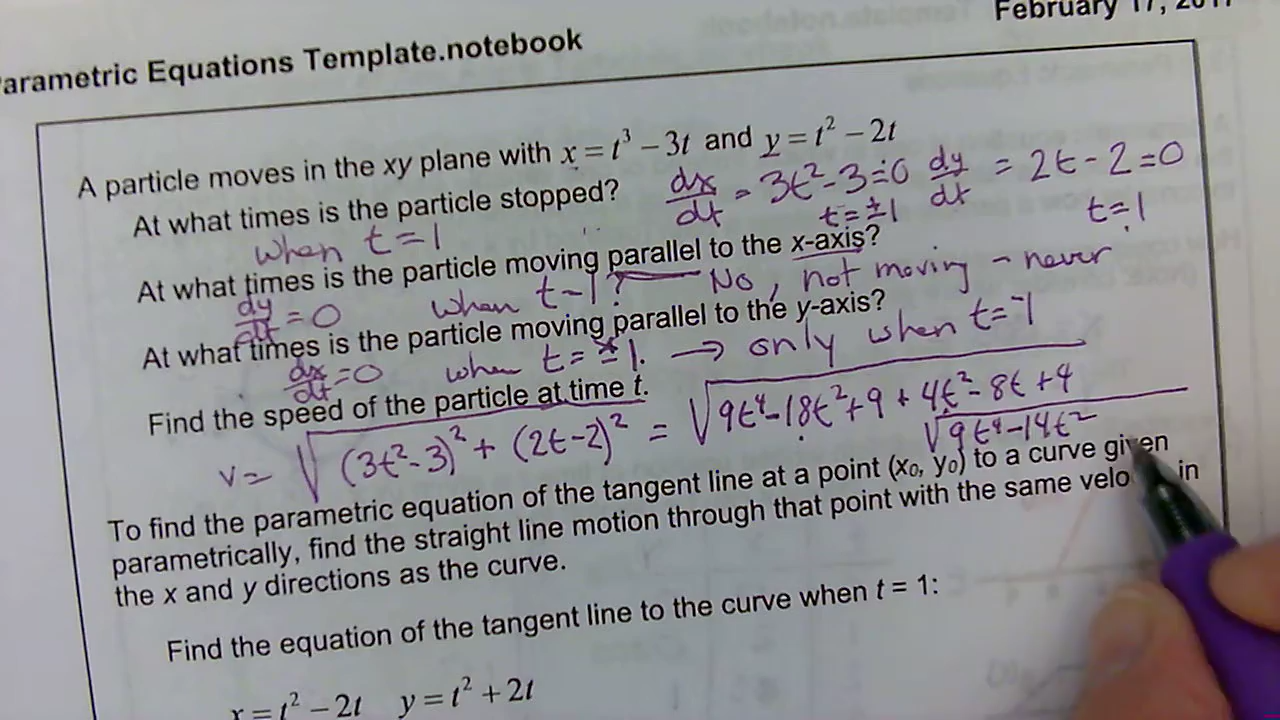 February 17, 201
arametric Equations Template.notebook
A particle moves in the xy plane with x = t³ − 3t and y = t² − 2t
At what times is the particle stopped? dx/dt = 3t² − 3 = 0 dy/dt = 2t − 2 = 0
when t = 1 t = ±1 t = 1
At what times is the particle moving parallel to the x-axis?
dy/dt = 0 when t = 1? No, not moving – never
At what times is the particle moving parallel to the y-axis?
dx/dt = 0 when t = ±1. → only when t = -1
Find the speed of the particle at time t.
v = √(3t²−3)² + (2t−2)² = √9t⁴−18t²+9 + 4t²−8t+4
√9t⁴−14t²
To find the parametric equation of the tangent line at a point (x₀, y₀) to a curve given
parametrically, find the straight line motion through that point with the same velo in
the x and y directions as the curve.
Find the equation of the tangent line to the curve when t = 1:
x = t² − 2t y = t² + 2t